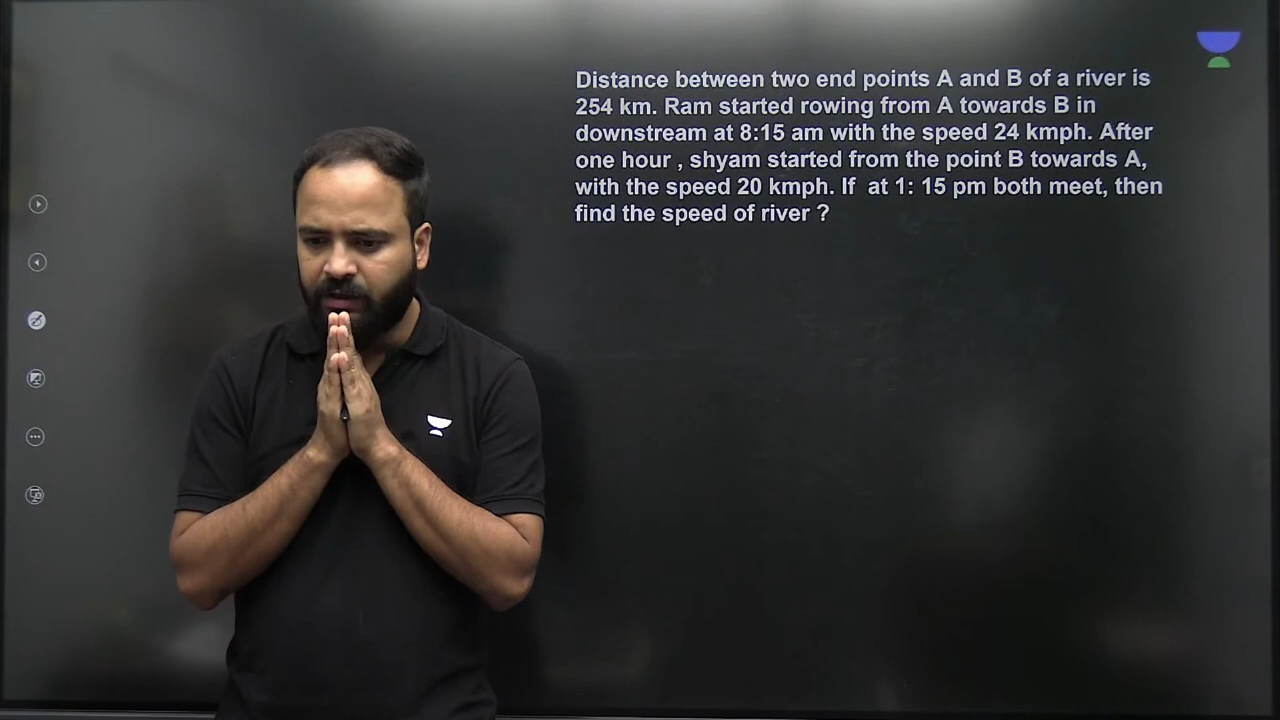 Distance between two end points A and B of a river is
254 km. Ram started rowing from A towards B in
downstream at 8:15 am with the speed 24 kmph. After
one hour , shyam started from the point B towards A,
with the speed 20 kmph. If  at 1: 15 pm both meet, then
find the speed of river ?